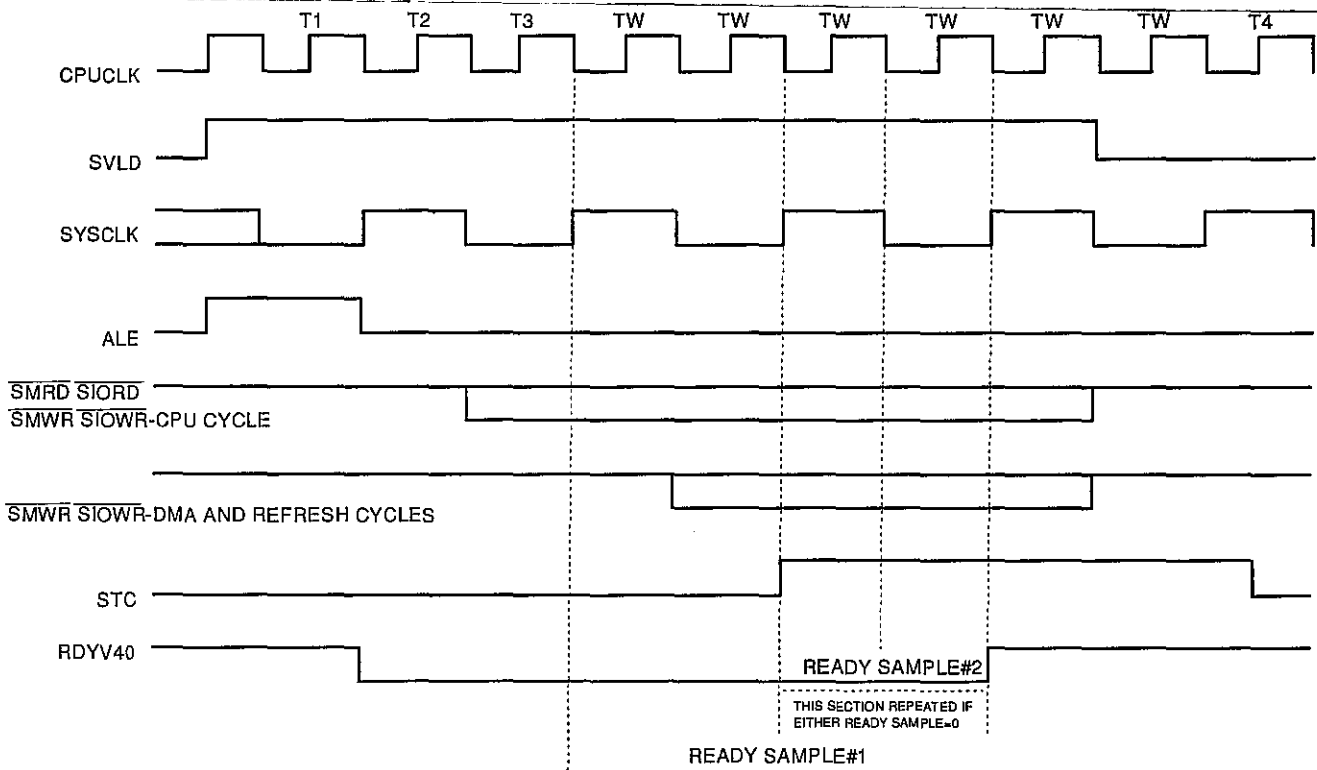 T1 T2 T3 TW TW TW TW TW TW T4
CPUCLK
SVLD
SYSCLK
ALE
SMRD SIORD
SMWR SIOWR-CPU CYCLE
SMWR SIOWR-DMA AND REFRESH CYCLES
STC
RDYV40
READY SAMPLE#2
THIS SECTION REPEATED IF
EITHER READY SAMPLE=0
READY SAMPLE#1